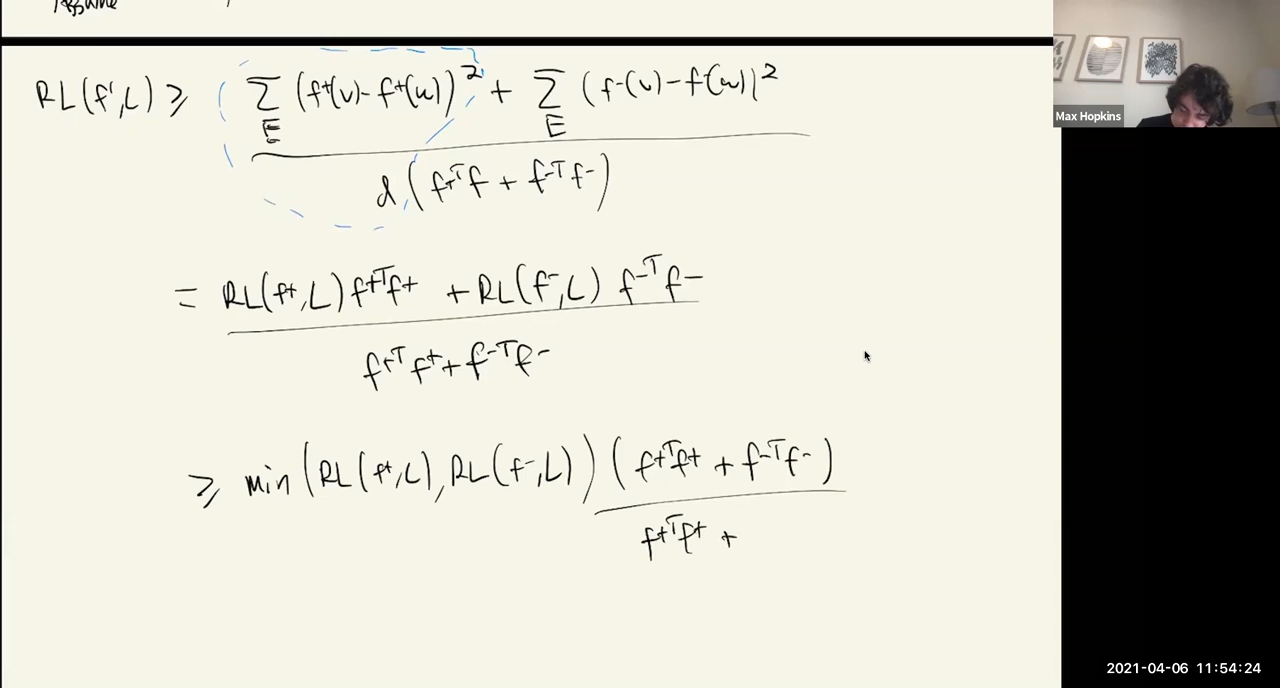 Assume
RL(f', L) ≥ Σ_E (f⁺(v) - f⁺(u))² + Σ_E (f⁻(v) - f⁻(u))²
d (f⁺ᵀf + f⁻ᵀf⁻)
= RL(f⁺, L) f⁺ᵀf⁺ + RL(f⁻, L) f⁻ᵀf⁻
f⁺ᵀf⁺ + f⁻ᵀf⁻
≥ min (RL(f⁺, L), RL(f⁻, L)) (f⁺ᵀf⁺ + f⁻ᵀf⁻)
f⁺ᵀf⁺ +
Max Hopkins
2021-04-06 11:54:24